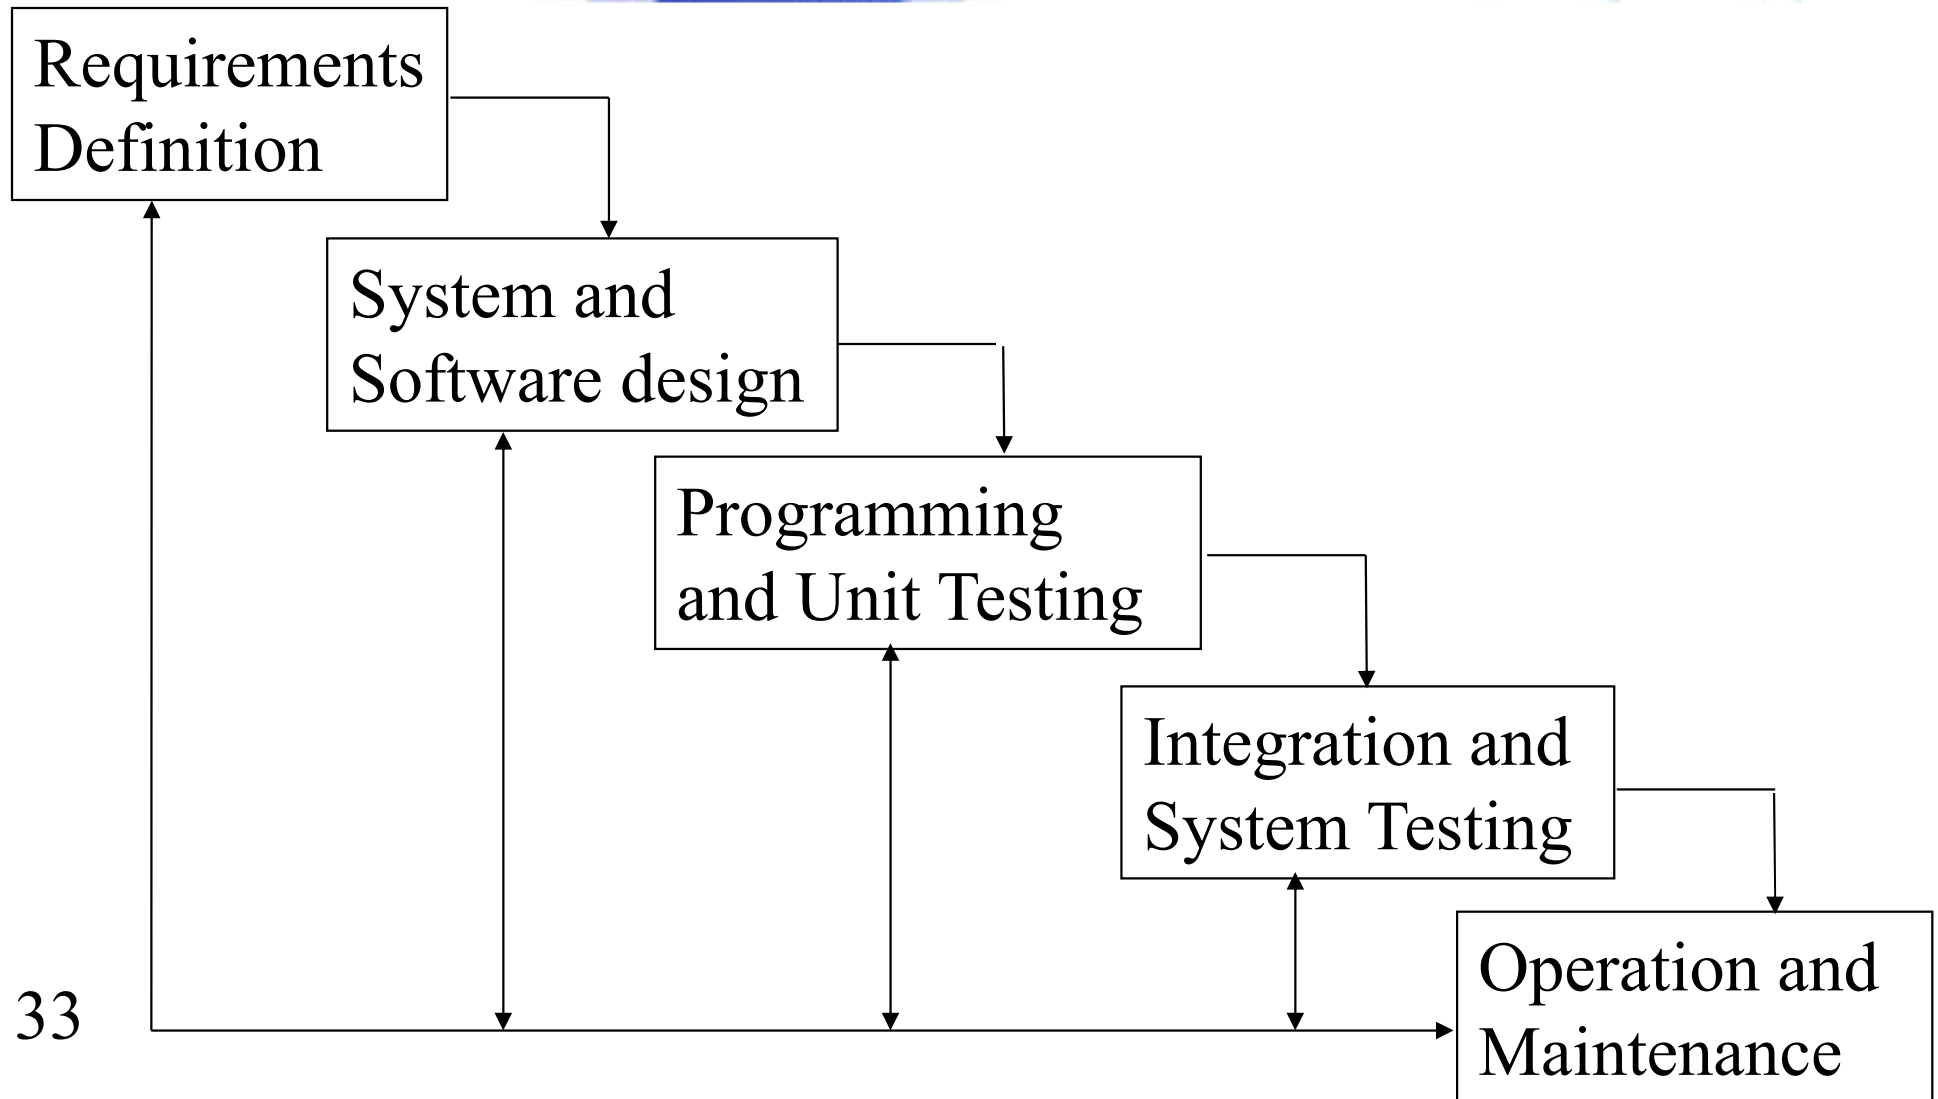 Requirements
Definition
System and
Software design
Programming
and Unit Testing
Integration and
System Testing
Operation and
Maintenance
33